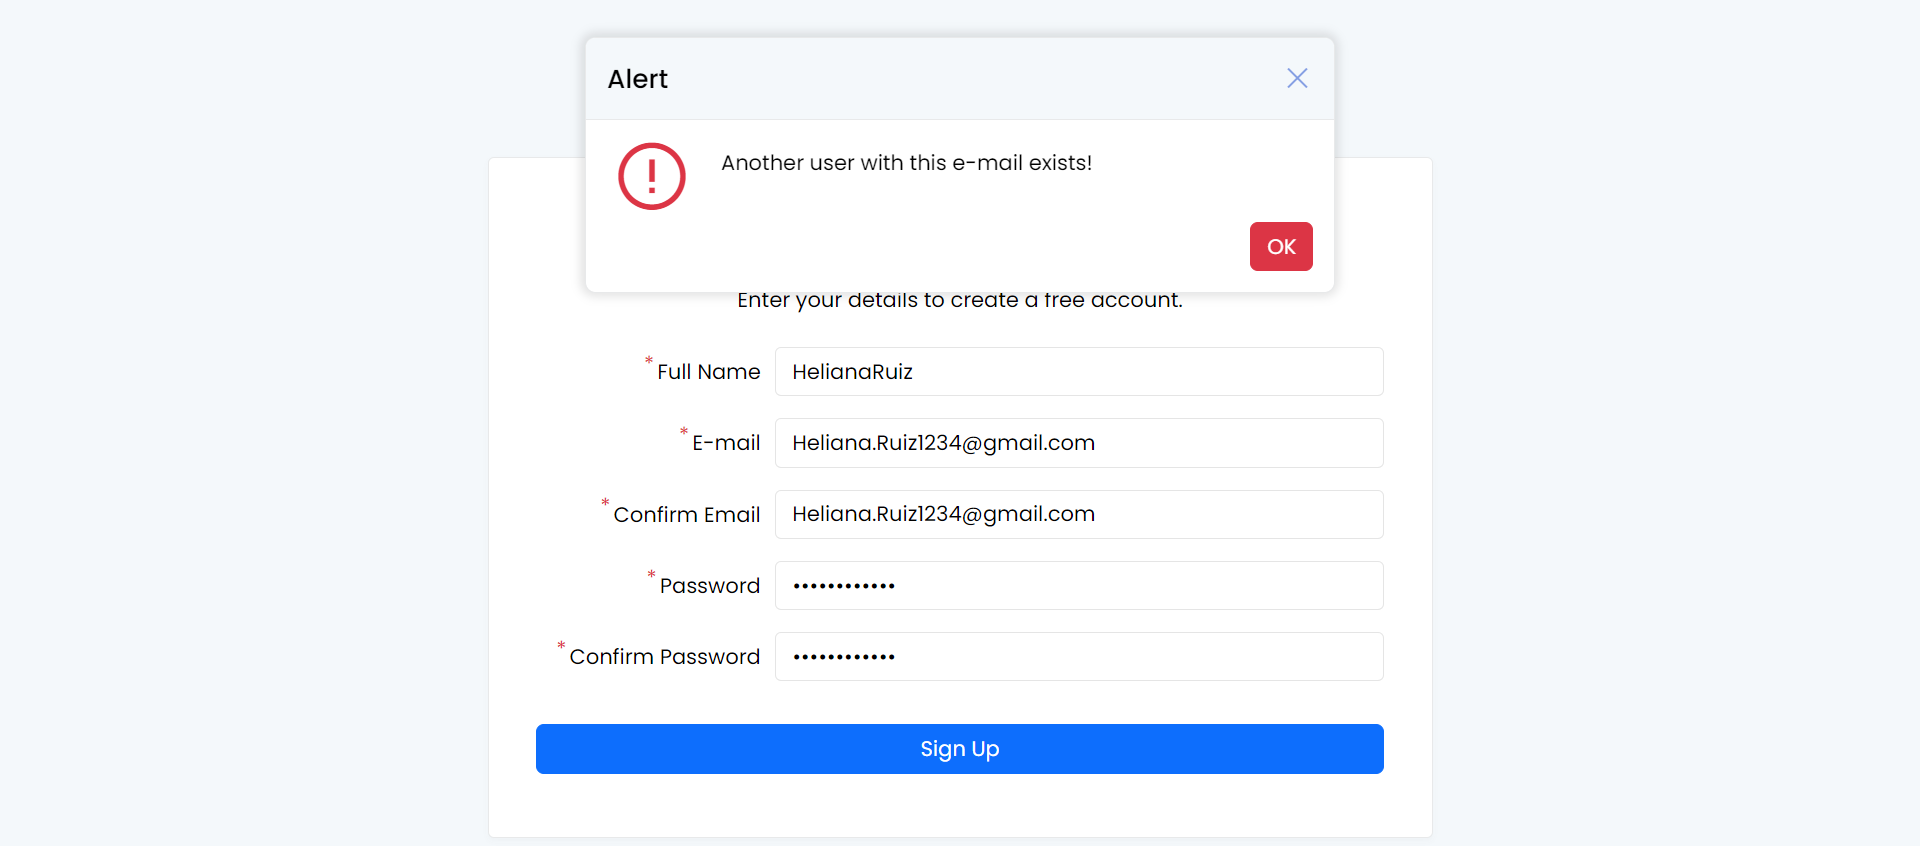 Alert
Another user with this e-mail exists!
OK
Enter your details to create a free account.
* Full Name HelianaRuiz
* E-mail Heliana.Ruiz1234@gmail.com
* Confirm Email Heliana.Ruiz1234@gmail.com
* Password ••••••••••••
* Confirm Password ••••••••••••
Sign Up